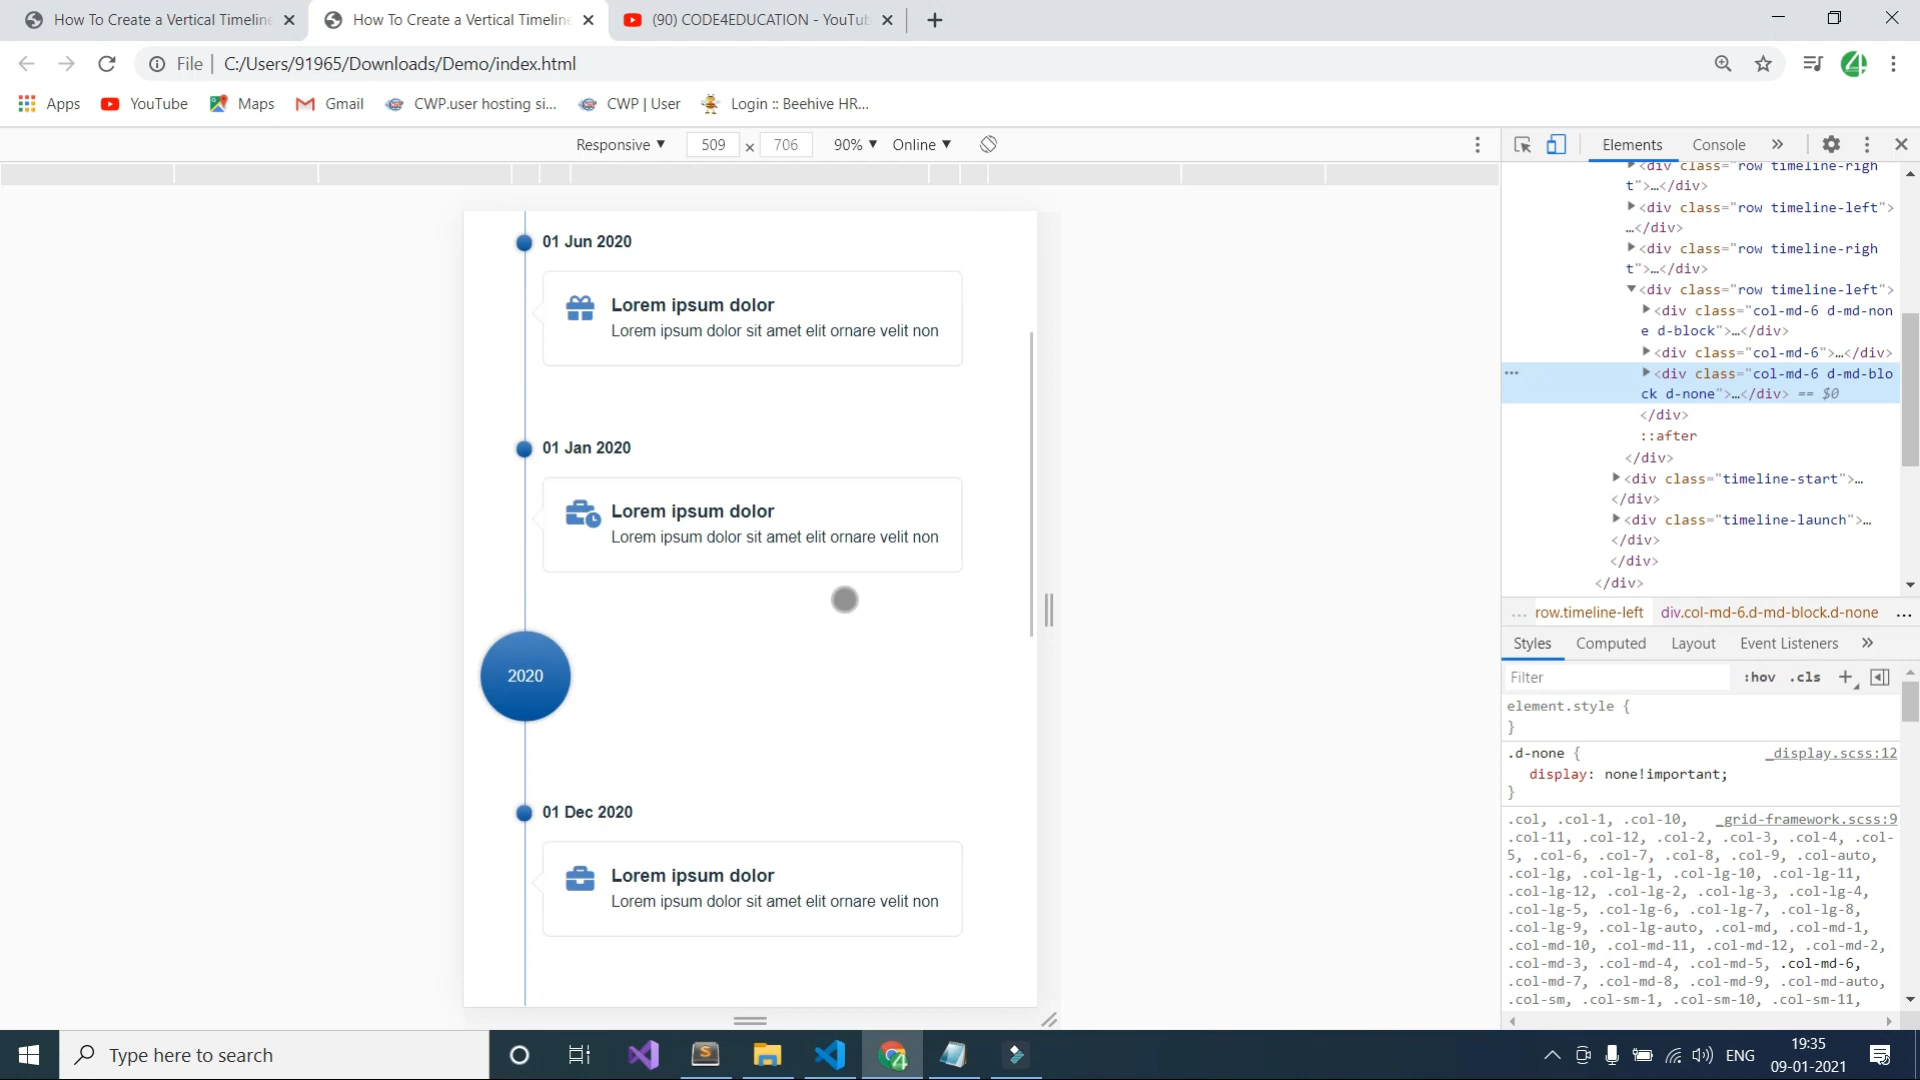 How To Create a Vertical Timeline
How To Create a Vertical Timeline
(90) CODE4EDUCATION - YouTub
File
C:/Users/91965/Downloads/Demo/index.html
Apps
YouTube
Maps
Gmail
CWP.user hosting si...
CWP | User
Login :: Beehive HR...
Responsive
509
x
706
90%
Online
Elements
Console
»
01 Jun 2020
Lorem ipsum dolor
Lorem ipsum dolor sit amet elit ornare velit non
01 Jan 2020
Lorem ipsum dolor
Lorem ipsum dolor sit amet elit ornare velit non
2020
01 Dec 2020
Lorem ipsum dolor
Lorem ipsum dolor sit amet elit ornare velit non
<div class="row timeline-righ
t">…</div>
<div class="row timeline-left">
…</div>
<div class="row timeline-righ
t">…</div>
<div class="row timeline-left">
<div class="col-md-6 d-md-non
e d-block">…</div>
<div class="col-md-6">…</div>
<div class="col-md-6 d-md-blo
ck d-none">…</div> == $0
</div>
::after
</div>
<div class="timeline-start">…
</div>
<div class="timeline-launch">…
</div>
</div>
</div>
... row.timeline-left div.col-md-6.d-md-block.d-none ...
Styles Computed Layout Event Listeners »
Filter :hov .cls +
element.style {
}
.d-none { _display.scss:12
display: none!important;
}
.col, .col-1, .col-10, _grid-framework.scss:9
.col-11, .col-12, .col-2, .col-3, .col-4, .col-
5, .col-6, .col-7, .col-8, .col-9, .col-auto,
.col-lg, .col-lg-1, .col-lg-10, .col-lg-11,
.col-lg-12, .col-lg-2, .col-lg-3, .col-lg-4,
.col-lg-5, .col-lg-6, .col-lg-7, .col-lg-8,
.col-lg-9, .col-lg-auto, .col-md, .col-md-1,
.col-md-10, .col-md-11, .col-md-12, .col-md-2,
.col-md-3, .col-md-4, .col-md-5, .col-md-6,
.col-md-7, .col-md-8, .col-md-9, .col-md-auto,
.col-sm, .col-sm-1, .col-sm-10, .col-sm-11,
Type here to search
ENG
19:35
09-01-2021